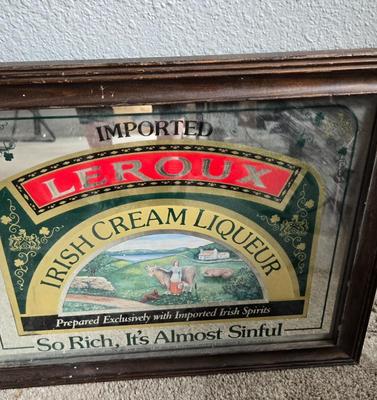 IMPORTED
LEROUX
IRISH CREAM LIQUEUR
Prepared Exclusively with Imported Irish Spirits
So Rich, It's Almost Sinful